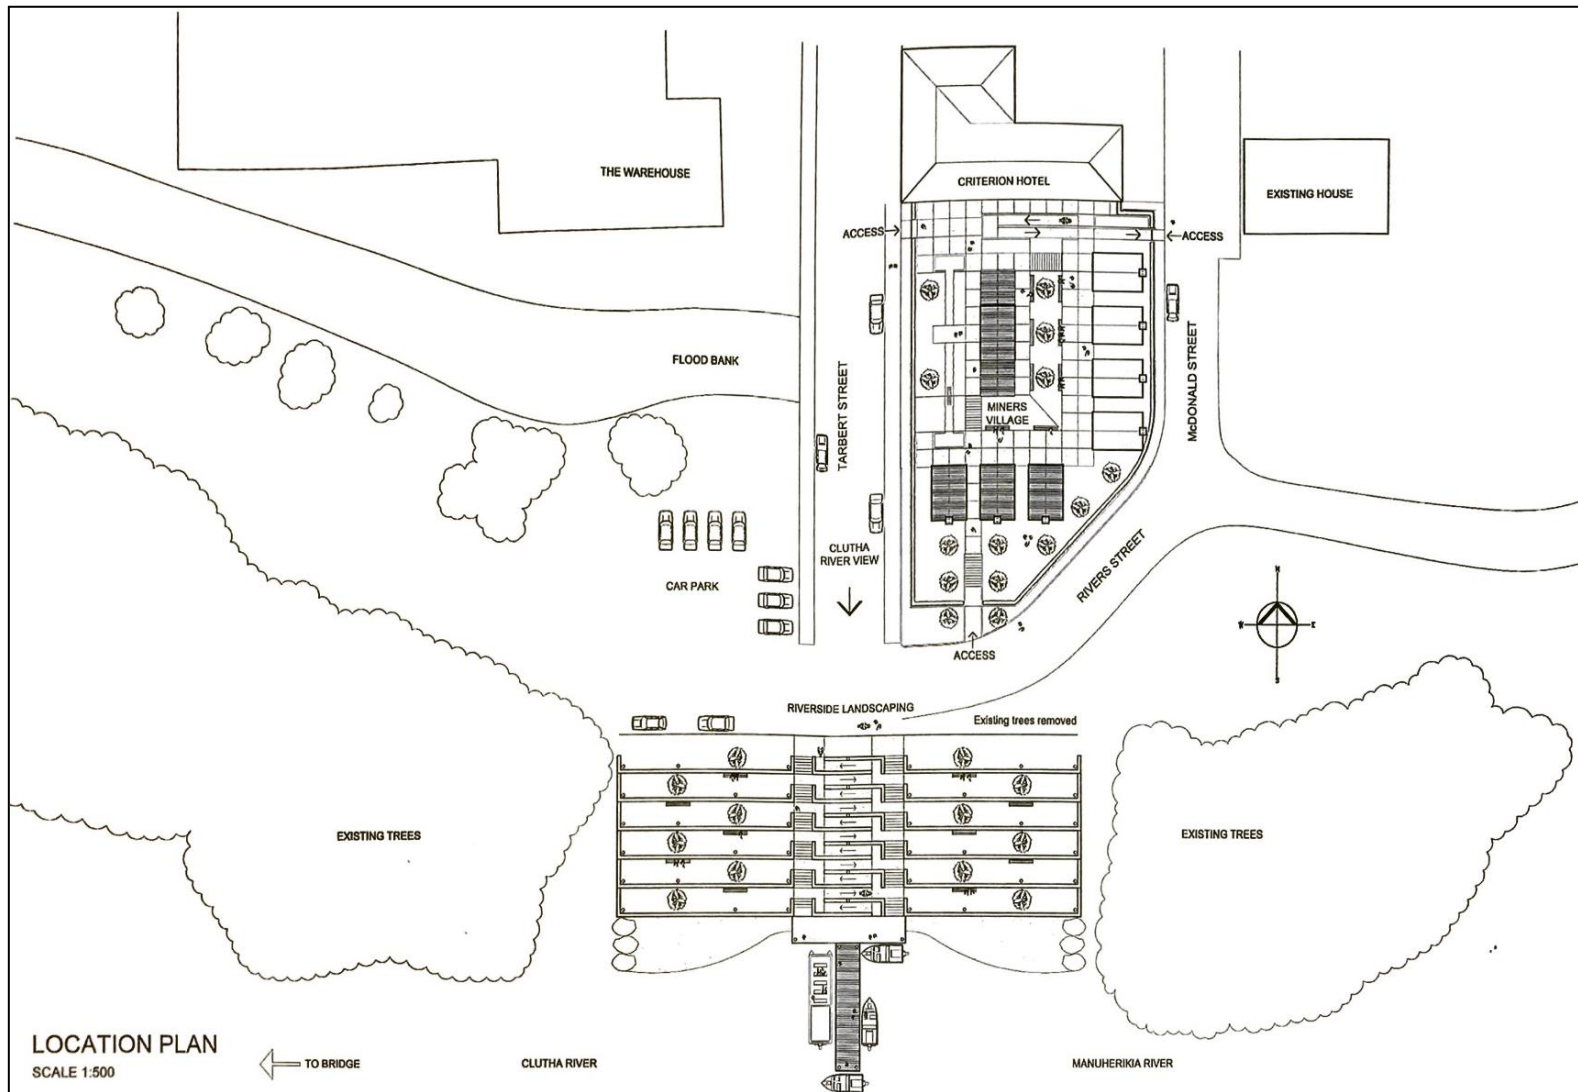 THE WAREHOUSE
CRITERION HOTEL
EXISTING HOUSE
ACCESS
ACCESS
FLOOD BANK
TARBERT STREET
MINERS
VILLAGE
McDONALD STREET
CLUTHA
RIVER VIEW
CAR PARK
RIVERS STREET
N
W
E
S
ACCESS
RIVERSIDE LANDSCAPING
Existing trees removed
EXISTING TREES
EXISTING TREES
LOCATION PLAN
SCALE 1:500
TO BRIDGE
CLUTHA RIVER
MANUHERIKIA RIVER